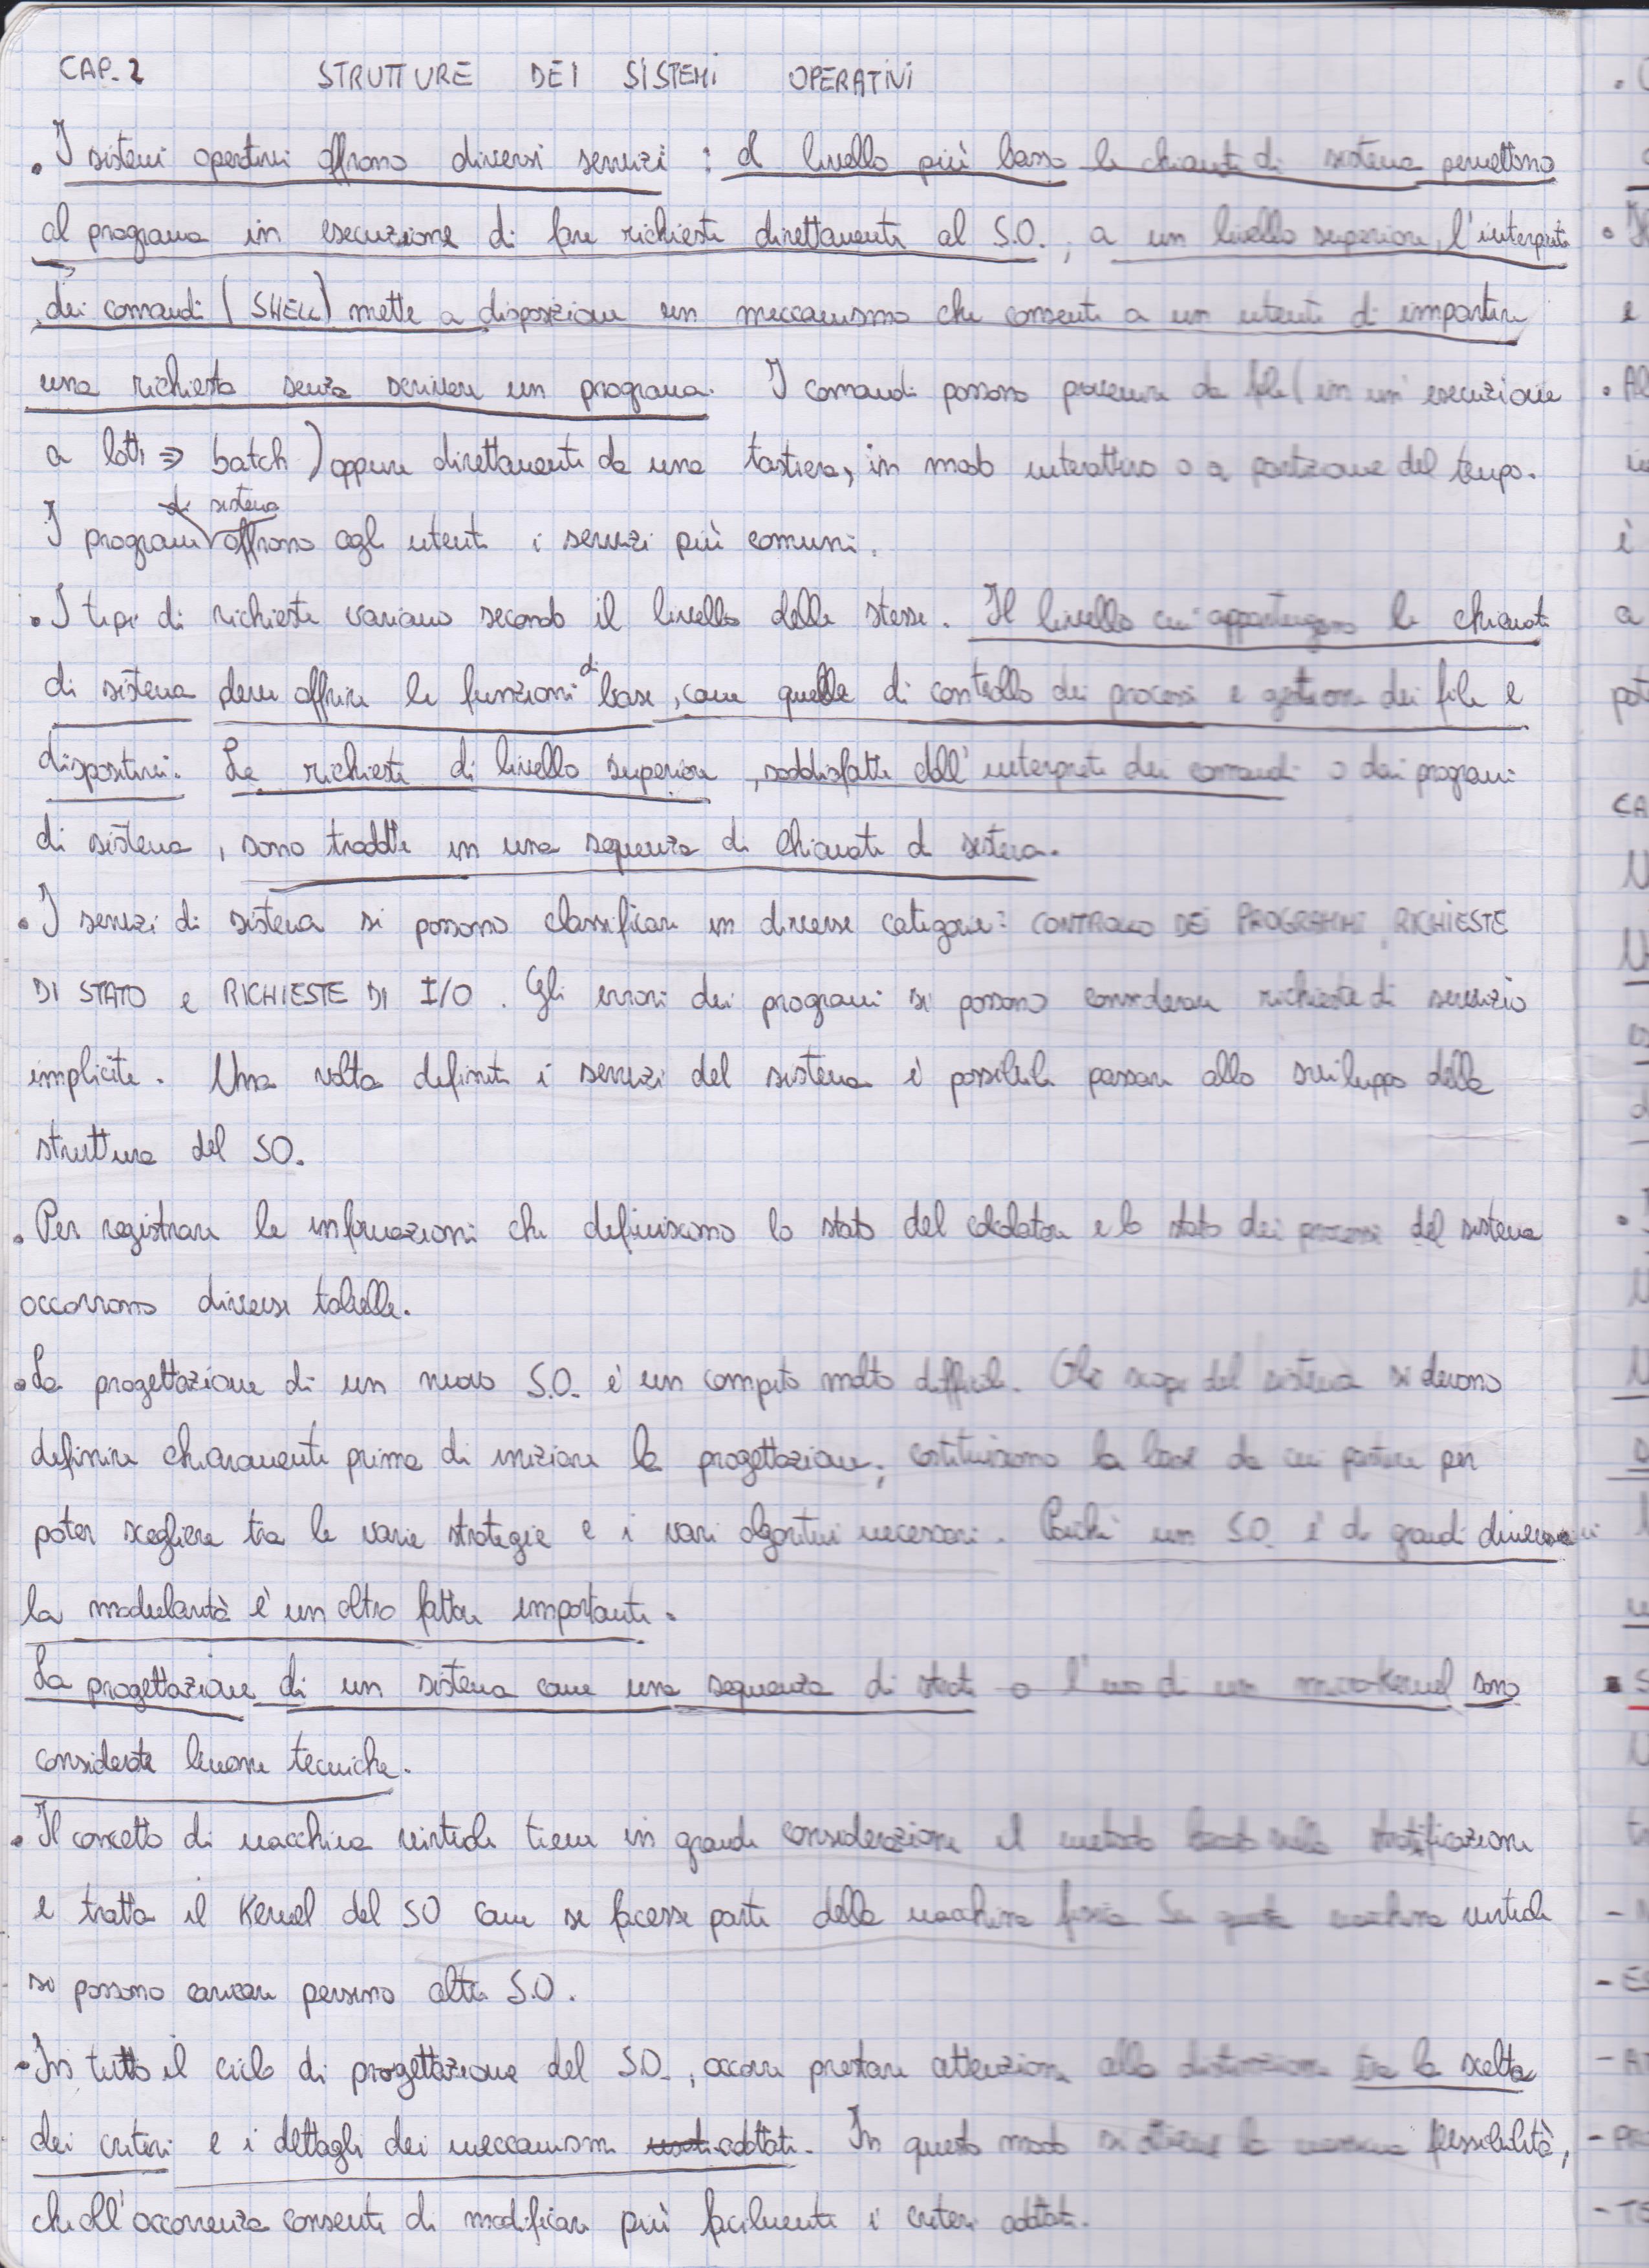 CAP. 2 STRUTTURE DEI SISTEMI OPERATIVI
• I sistemi operativi offrono diversi servizi : al livello più basso le chiamate di sistema permettono
al programa in esecuzione di fare richieste direttamente al S.O. ; a un livello superiore, l'interprete
dei comandi ( SHELL ) mette a disposizione un meccanismo che consente a un utente di impartire
una richiesta senza scrivere un programa. I comandi possono provenire da file ( in un' esecuzione
a lotti ⇒ batch ) oppure direttamente da una tastiera, in modo interattivo o a partizione del tempo.
I programi di sistema offrono agli utenti i servizi più comuni.
• I tipi di richieste variano secondo il livello delle stesse. Il livello cui appartengono le chiamate
di sistema deve offrire le funzioni di base, come quelle di controllo dei processi e gestione dei file e
dispositivi. Le richieste di livello superiore , soddisfatte dall' interprete dei comandi o dai programi
di sistema , sono tradotte in una sequenza di chiamate di sistema.
• I servizi di sistema si possono classificare in diverse categorie: CONTROLLO DEI PROGRAMMI, RICHIESTE
DI STATO e RICHIESTE DI I/O . Gli errori dei programi si possono considerare richieste di servizio
implicite. Una volta definiti i servizi del sistema è possibile passare allo sviluppo della
struttura del SO.
• Per registrare le informazioni che definiscono lo stato del calcolatore e lo stato dei processi del sistema
occorrono diverse tabelle.
• La progettazione di un nuovo S.O. è un compito molto difficile. Gli scopi del sistema si devono
definire chiaramente prima di iniziare la progettazione; costituiscono la base da cui partire per
poter scegliere tra le varie strategie e i vari algoritmi necessari. Poiché un S.O. è di grandi dimensioni
la modularità è un altro fattore importante.
La progettazione di un sistema come una sequenza di strati o l'uso di un micro-Kernel sono
considerate buone tecniche.
• Il concetto di macchina virtuale tiene in grande considerazione il metodo basato sulla stratificazione
e tratta il Kernel del SO come se facesse parte della macchina fisica. Su questa macchina virtuale
si possono caricare persino altri S.O.
• In tutto il ciclo di progettazione del S.O., occorre prestare attenzione alla distinzione tra la scelta
dei criteri e i dettagli dei meccanismi adottati. In questo modo si ottiene la massima flessibilità,
che all'occorrenza consente di modificare più facilmente i criteri adottati.